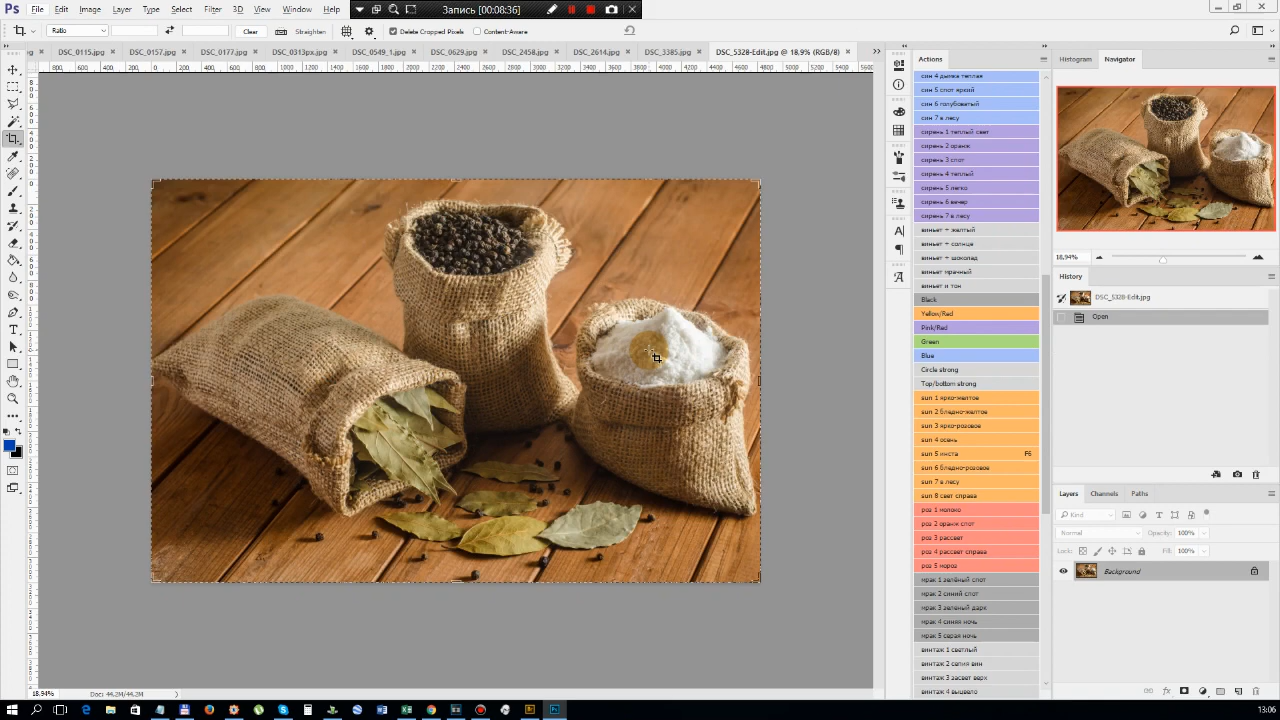 Ps File Edit Image Layer Type Select Filter 3D View Window Help
Запись [00:08:36]
Ratio Clear Straighten Delete Cropped Pixels Content-Aware
DSC_0115.jpg × DSC_0157.jpg × DSC_0177.jpg × DSC_0313px.jpg × DSC_0549_1.jpg × DSC_0629.jpg × DSC_2458.jpg × DSC_2614.jpg × DSC_3385.jpg × DSC_5328-Edit.jpg @ 18,9% (RGB/8) ×
Actions
син 4 дымка теплая
син 5 спот яркий
син 6 голубоватый
син 7 в лесу
сирень 1 теплый свет
сирень 2 оранж
сирень 3 спот
сирень 4 теплый
сирень 5 легко
сирень 6 вечер
сирень 7 в лесу
виньет + желтый
виньет + солнце
виньет + шоколад
виньет мрачный
виньет и тон
Black
Yellow/Red
Pink/Red
Green
Blue
Circle strong
Top/bottom strong
sun 1 ярко-желтое
sun 2 бледно-желтое
sun 3 ярко-розовое
sun 4 осень
sun 5 инста F6
sun 6 бледно-розовое
sun 7 в лесу
sun 8 свет справа
роз 1 молоко
роз 2 оранж спот
роз 3 рассвет
роз 4 рассвет справа
роз 5 мороз
мрак 1 зелёный спот
мрак 2 синий спот
мрак 3 зеленый дарк
мрак 4 синяя ночь
мрак 5 серая ночь
винтаж 1 светлый
винтаж 2 сепия вин
винтаж 3 засвет верх
винтаж 4 выцвело
Histogram Navigator
18,94%
History
DSC_5328-Edit.jpg
Open
Layers Channels Paths
Kind
Normal Opacity: 100%
Lock: Fill: 100%
Background
18,94% Doc: 44,2M/44,2M
13:06